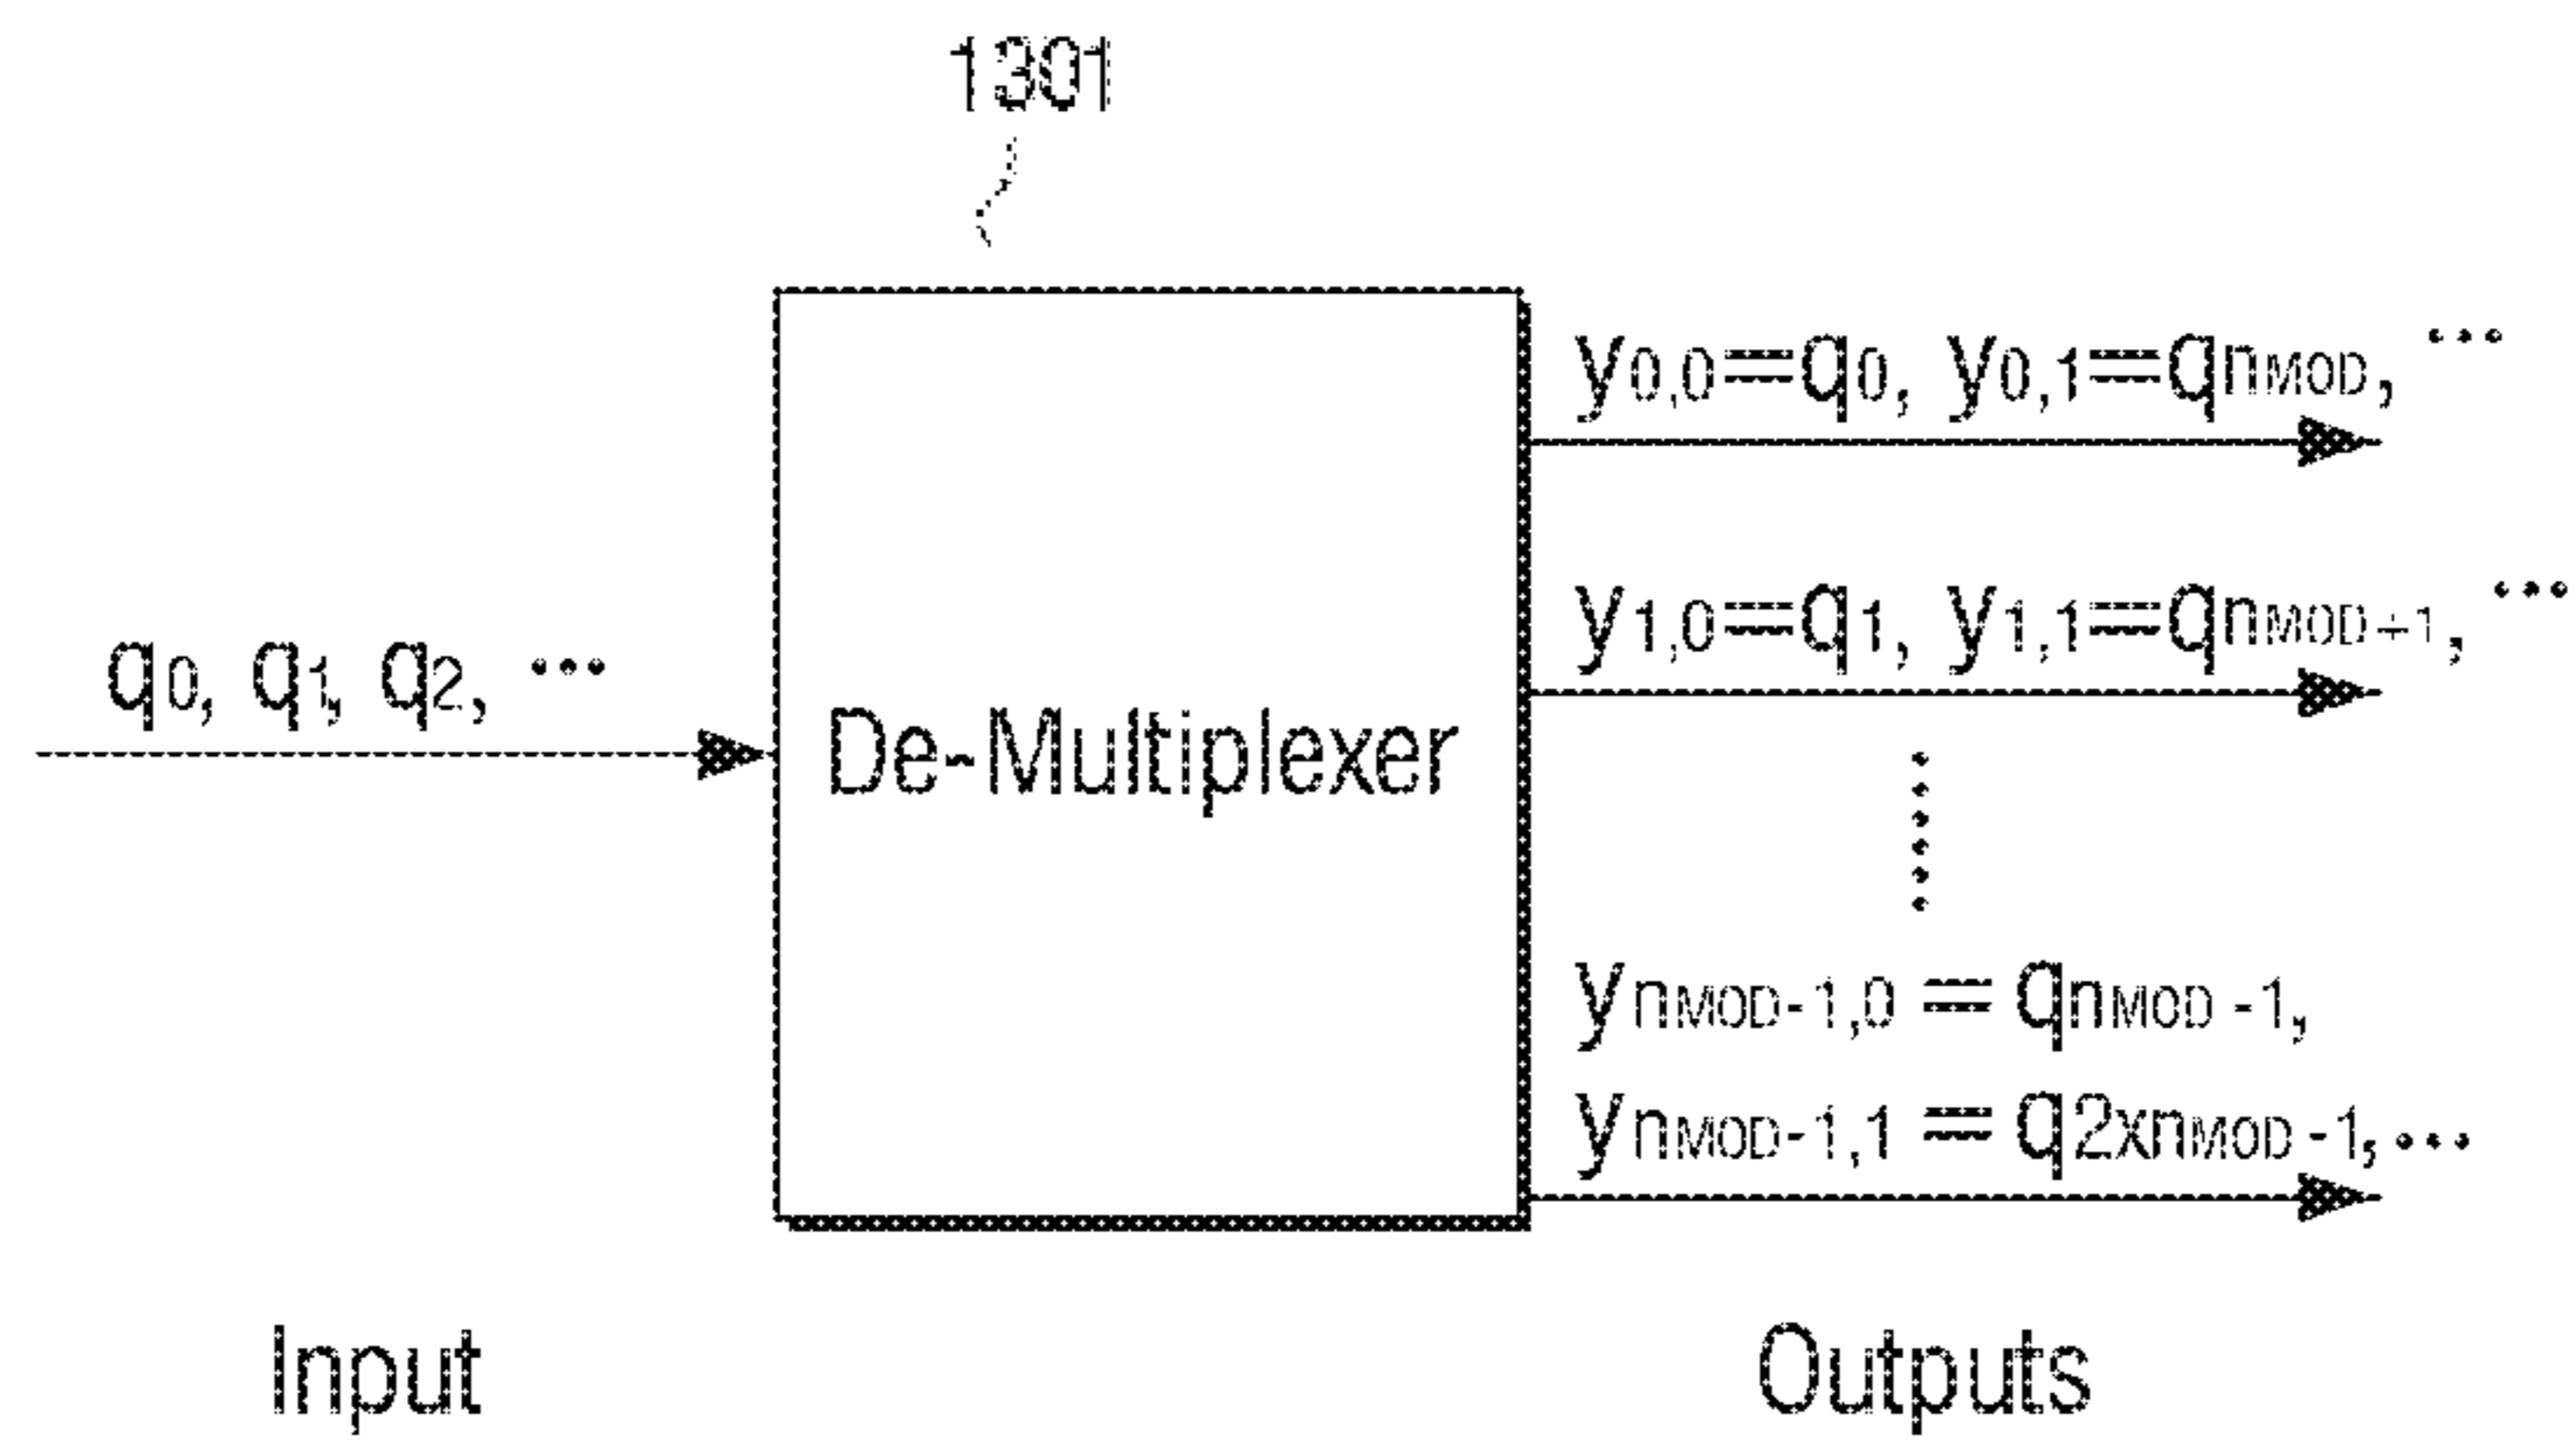 1301
y0,0=q0, y0,1=qnMOD, ...
y1,0=q1, y1,1=qnMOD+1, ...
q0, q1, q2, ...
De-Multiplexer
ynMOD-1,0 = qnMOD-1,
ynMOD-1,1 = q2xnMOD-1, ...
Input
Outputs